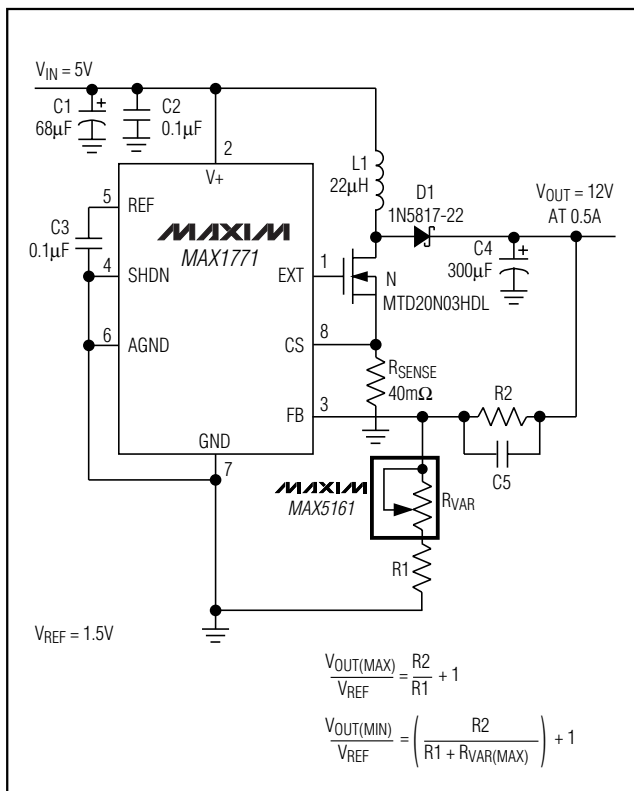 V_IN = 5V
C1
68μF
+
C2
0.1μF
2
V+
L1
22μH
D1
1N5817-22
V_OUT = 12V
AT 0.5A
5
REF
MAXIM
MAX1771
C3
0.1μF
4
SHDN
EXT
1
N
MTD20N03HDL
+
C4
300μF
6
AGND
CS
8
R_SENSE
40mΩ
FB
3
R2
C5
GND
7
MAXIM
MAX5161
R_VAR
R1
V_REF = 1.5V
V_OUT(MAX) / V_REF = R2 / R1 + 1
V_OUT(MIN) / V_REF = ( R2 / R1 + R_VAR(MAX) ) + 1